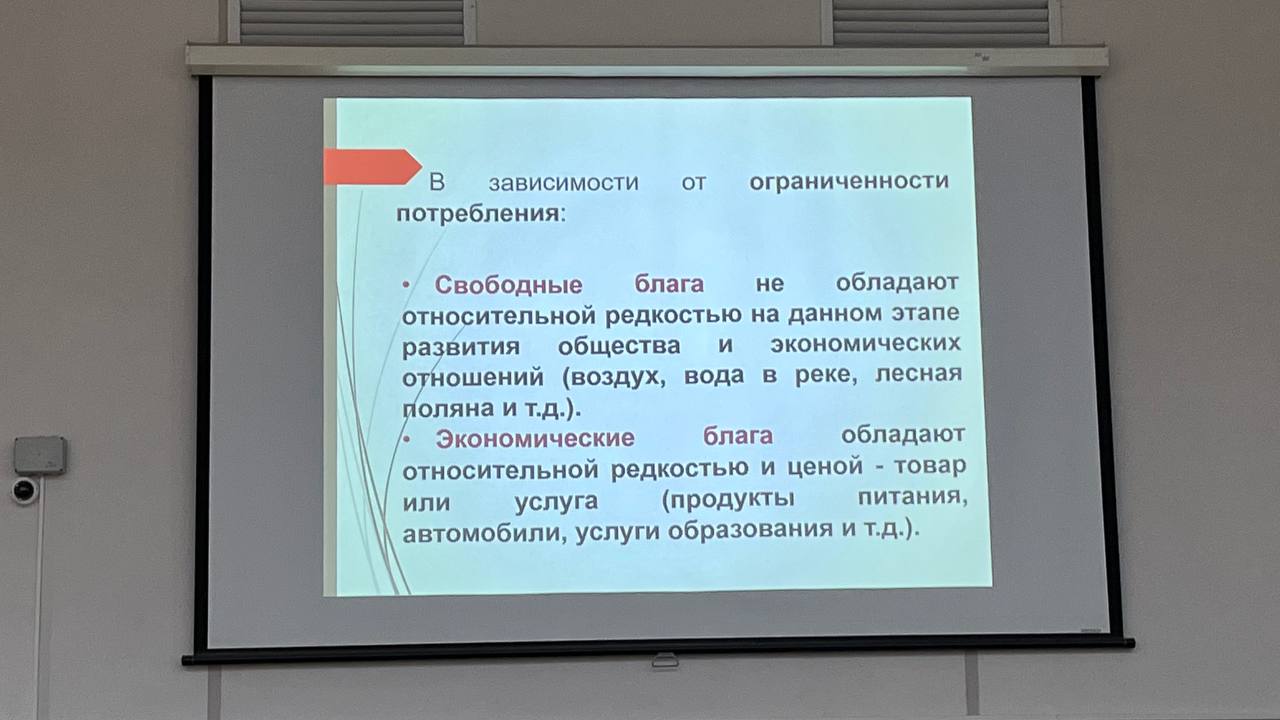 В зависимости от ограниченности
потребления:
• Свободные блага не обладают
относительной редкостью на данном этапе
развития общества и экономических
отношений (воздух, вода в реке, лесная
поляна и т.д.).
• Экономические блага обладают
относительной редкостью и ценой - товар
или услуга (продукты питания,
автомобили, услуги образования и т.д.).